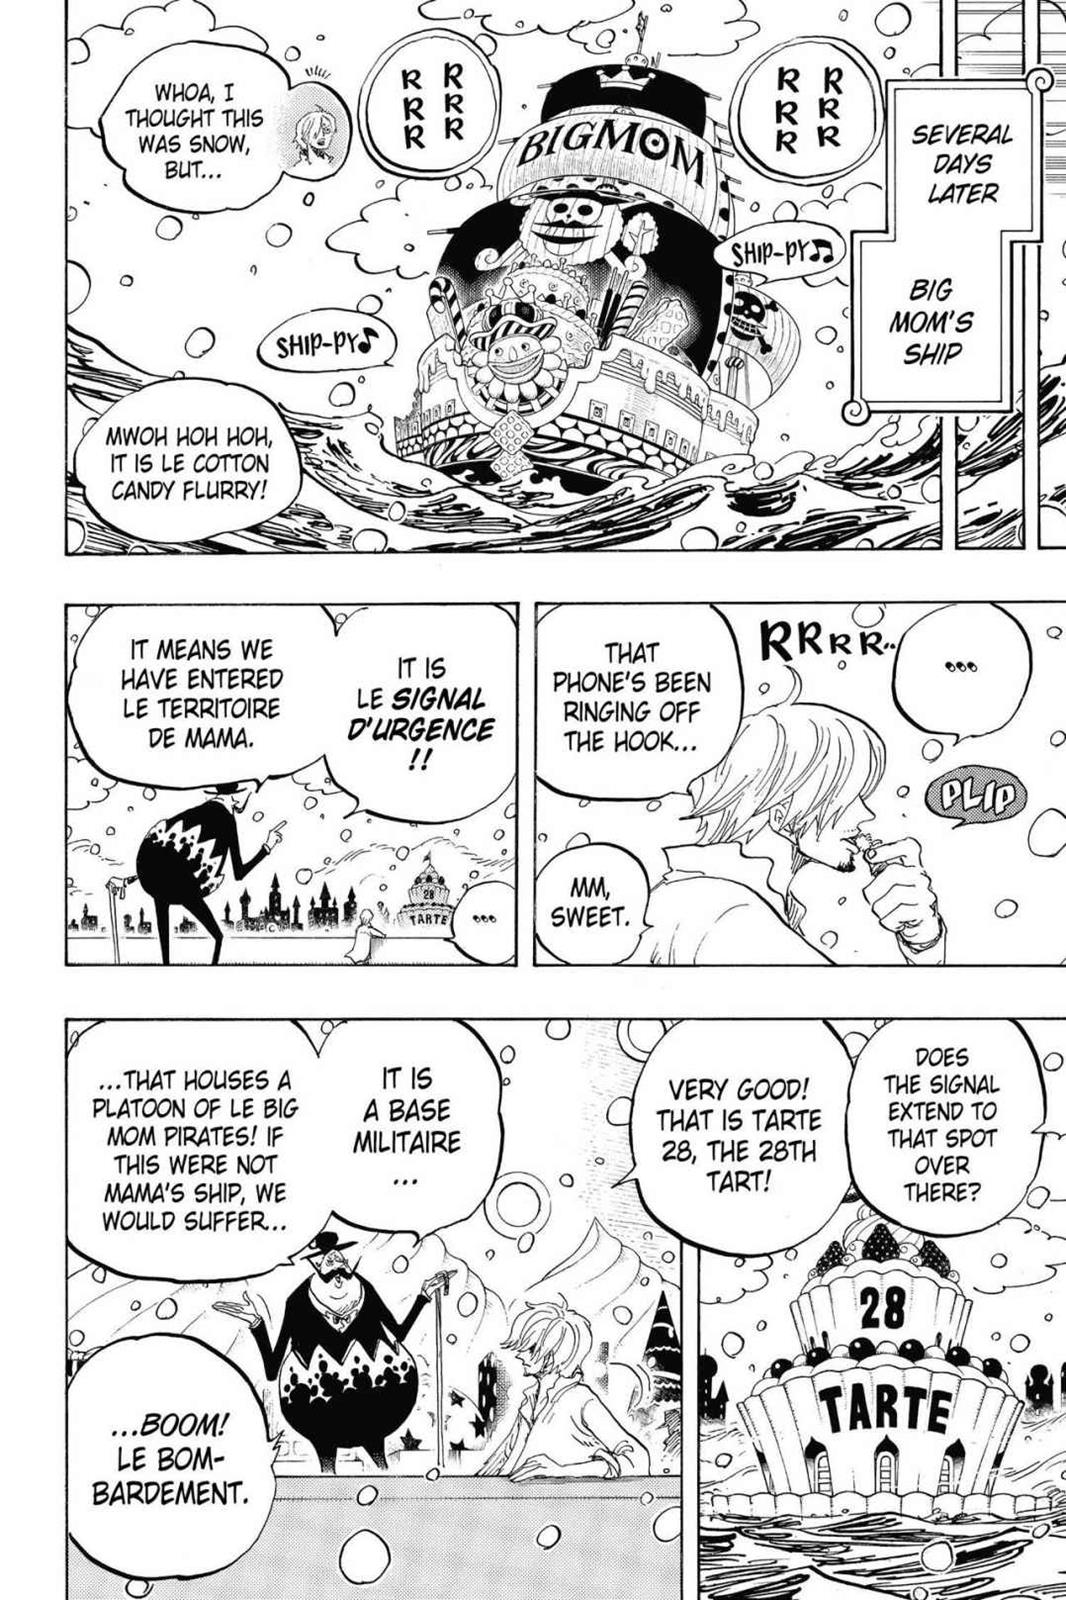 SEVERAL
DAYS
LATER
BIG
MOM'S
SHIP
R
R
R
R
R
R
R
R
R
R
R
R
BIGMOM
WHOA, I
THOUGHT THIS
WAS SNOW,
BUT...
SHIP-PY♫
SHIP-PY♪
MWOH HOH HOH,
IT IS LE COTTON
CANDY FLURRY!
...
RRRR..
PLIP
THAT
PHONE'S BEEN
RINGING OFF
THE HOOK...
MM,
SWEET.
IT IS
LE SIGNAL
D'URGENCE
!!
IT MEANS WE
HAVE ENTERED
LE TERRITOIRE
DE MAMA.
28
TARTE
...
DOES
THE SIGNAL
EXTEND TO
THAT SPOT
OVER
THERE?
VERY GOOD!
THAT IS TARTE
28, THE 28TH
TART!
28
TARTE
IT IS
A BASE
MILITAIRE
...
...THAT HOUSES A
PLATOON OF LE BIG
MOM PIRATES! IF
THIS WERE NOT
MAMA'S SHIP, WE
WOULD SUFFER...
...BOOM!
LE BOM-
BARDEMENT.